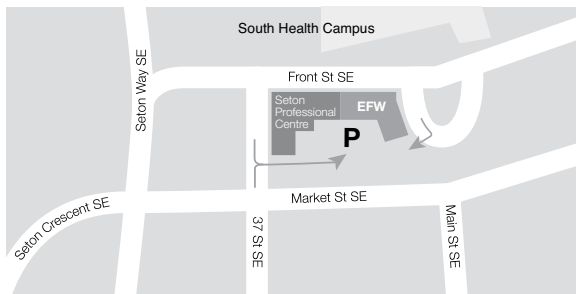 South Health Campus
Seton Way SE
Front St SE
Seton
Professional
Centre
EFW
P
Market St SE
Seton Crescent SE
37 St SE
Main St SE